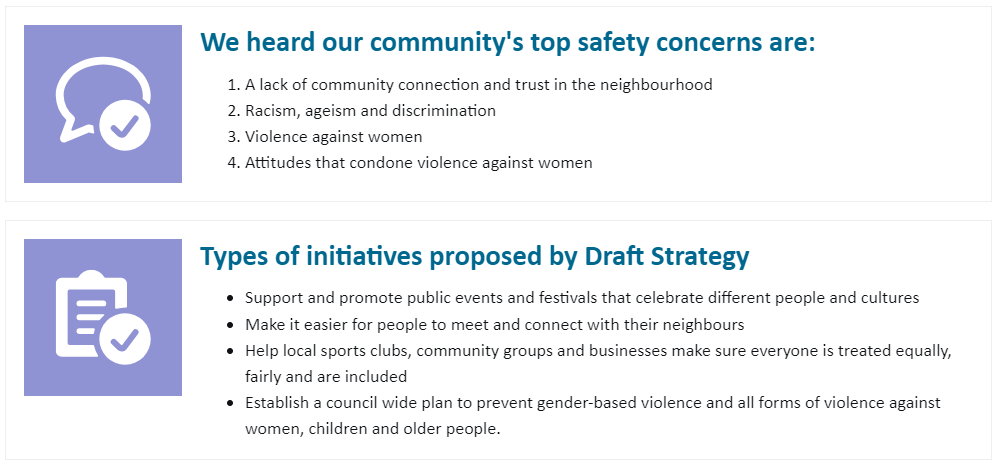 We heard our community's top safety concerns are:
1. A lack of community connection and trust in the neighbourhood
2. Racism, ageism and discrimination
3. Violence against women
4. Attitudes that condone violence against women
Types of initiatives proposed by Draft Strategy
• Support and promote public events and festivals that celebrate different people and cultures
• Make it easier for people to meet and connect with their neighbours
• Help local sports clubs, community groups and businesses make sure everyone is treated equally,
fairly and are included
• Establish a council wide plan to prevent gender-based violence and all forms of violence against
women, children and older people.